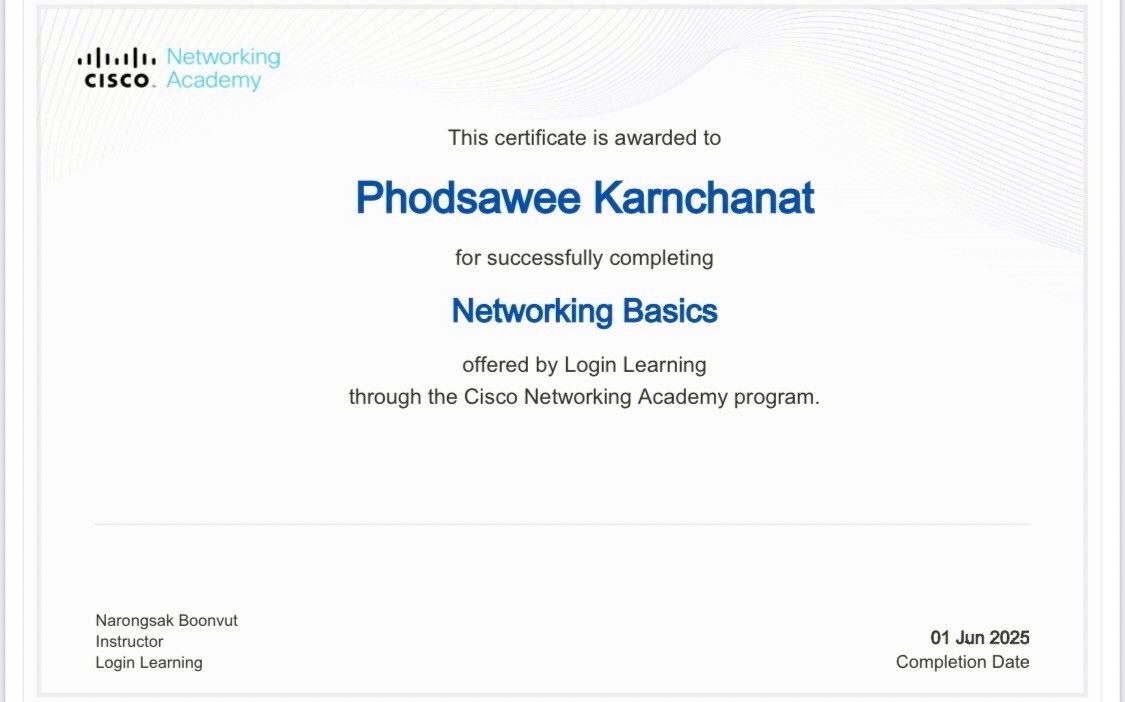 CISCO. Networking
Academy
This certificate is awarded to
Phodsawee Karnchanat
for successfully completing
Networking Basics
offered by Login Learning
through the Cisco Networking Academy program.
Narongsak Boonvut
Instructor
Login Learning
01 Jun 2025
Completion Date